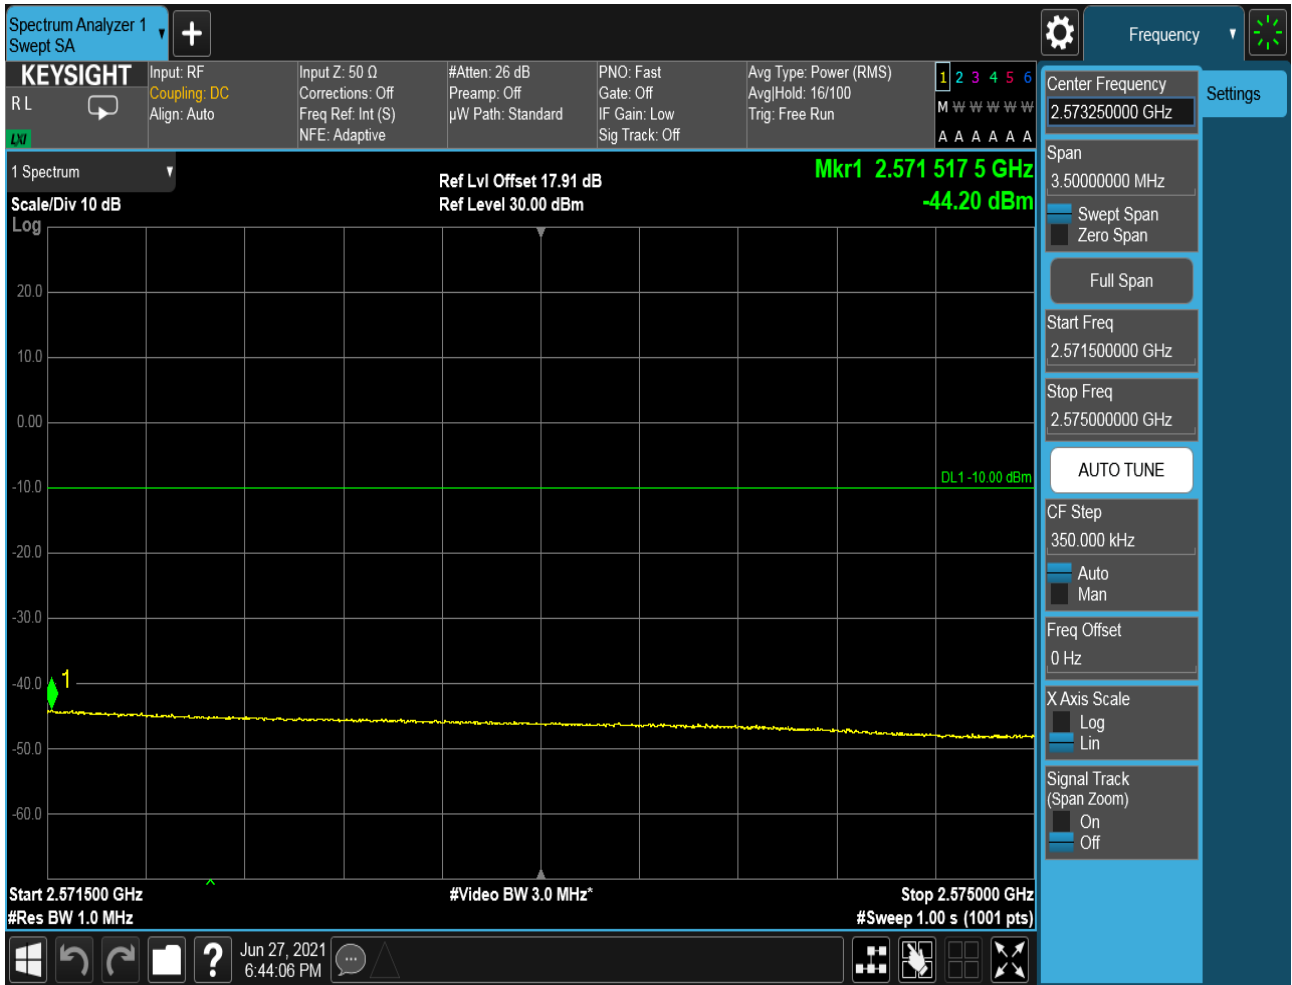 Spectrum Analyzer 1
Swept SA
Frequency
KEYSIGHT
R L
LXI
Input: RF
Coupling: DC
Align: Auto
Input Z: 50 Ω
Corrections: Off
Freq Ref: Int (S)
NFE: Adaptive
#Atten: 26 dB
Preamp: Off
µW Path: Standard
PNO: Fast
Gate: Off
IF Gain: Low
Sig Track: Off
Avg Type: Power (RMS)
Avg|Hold: 16/100
Trig: Free Run
1 2 3 4 5 6
M W W W W W
A A A A A A
1 Spectrum
Scale/Div 10 dB
Log
Ref Lvl Offset 17.91 dB
Ref Level 30.00 dBm
Mkr1 2.571 517 5 GHz
-44.20 dBm
20.0
10.0
0.00
-10.0
DL1 -10.00 dBm
-20.0
-30.0
-40.0
1
-50.0
-60.0
Start 2.571500 GHz
#Res BW 1.0 MHz
#Video BW 3.0 MHz*
Stop 2.575000 GHz
#Sweep 1.00 s (1001 pts)
?
Jun 27, 2021
6:44:06 PM
Center Frequency
2.573250000 GHz
Settings
Span
3.50000000 MHz
Swept Span
Zero Span
Full Span
Start Freq
2.571500000 GHz
Stop Freq
2.575000000 GHz
AUTO TUNE
CF Step
350.000 kHz
Auto
Man
Freq Offset
0 Hz
X Axis Scale
Log
Lin
Signal Track
(Span Zoom)
On
Off